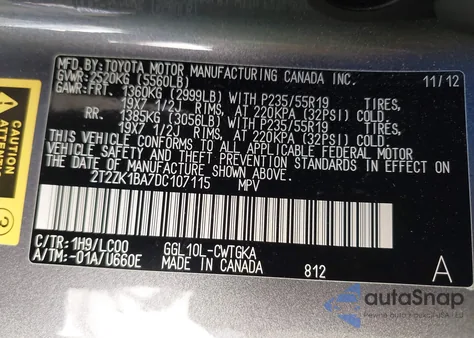 MFD. BY: TOYOTA MOTOR MANUFACTURING CANADA INC. 11/12
GVWR: 2520KG (5560LB)
GAWR: FRT. 1360KG (2999LB) WITH P235/55R19 TIRES,
19X7 1/2J RIMS, AT 220KPA (32PSI) COLD
RR. 1385KG (3056LB) WITH P235/55R19 TIRES,
19X7 1/2J RIMS, AT 220KPA (32PSI) COLD
THIS VEHICLE CONFORMS TO ALL APPLICABLE FEDERAL MOTOR
VEHICLE SAFETY AND THEFT PREVENTION STANDARDS IN EFFECT
ON THE DATE OF MANUFACTURE SHOWN ABOVE.
2T2ZK1BA7DC107115 MPV
C/TR: 1H9/LC00 GGL10L-CWTGKA
A/TM: -01A/U660E MADE IN CANADA 812 A
CAUTION
ATTENTION
autoSnap